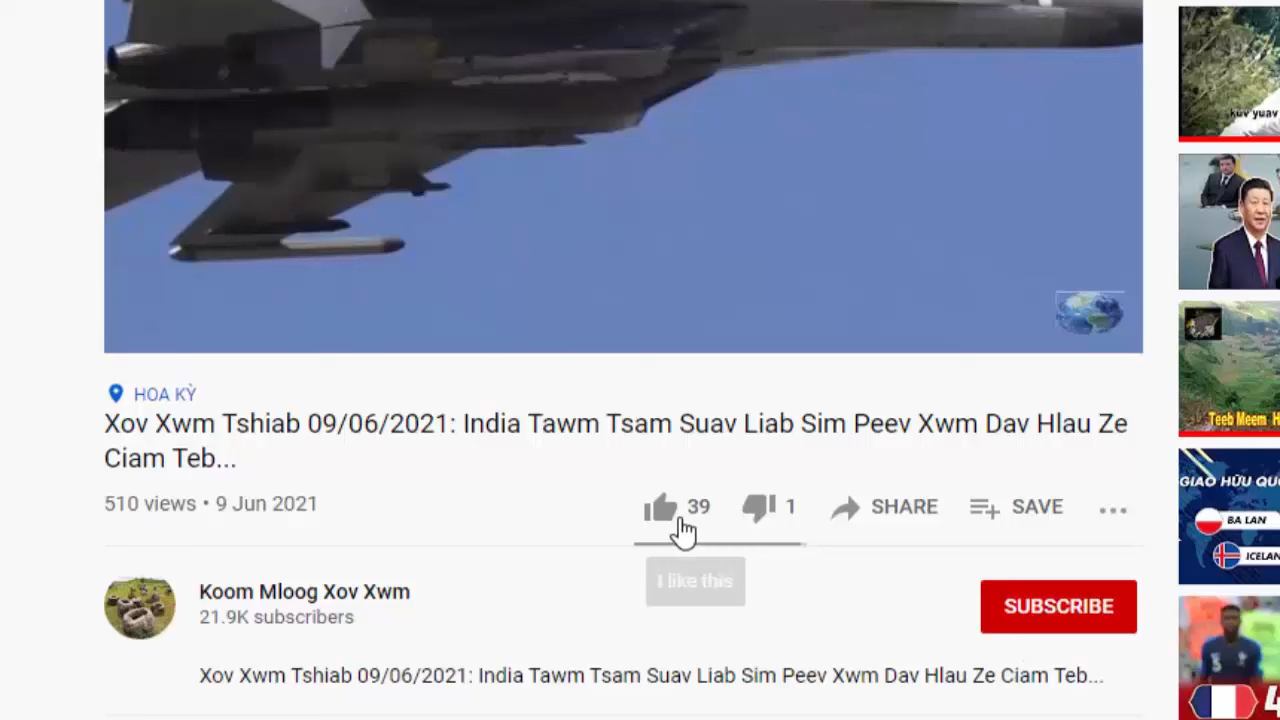 HOA KỲ
Xov Xwm Tshiab 09/06/2021: India Tawm Tsam Suav Liab Sim Peev Xwm Dav Hlau Ze
Ciam Teb...
510 views • 9 Jun 2021
39
1
SHARE
SAVE
I like this
Koom Mloog Xov Xwm
21.9K subscribers
SUBSCRIBE
Xov Xwm Tshiab 09/06/2021: India Tawm Tsam Suav Liab Sim Peev Xwm Dav Hlau Ze Ciam Teb...
kuv yuav
Teeb Meem H
GIAO HỮU QUỐ
BA LAN
ICELAN